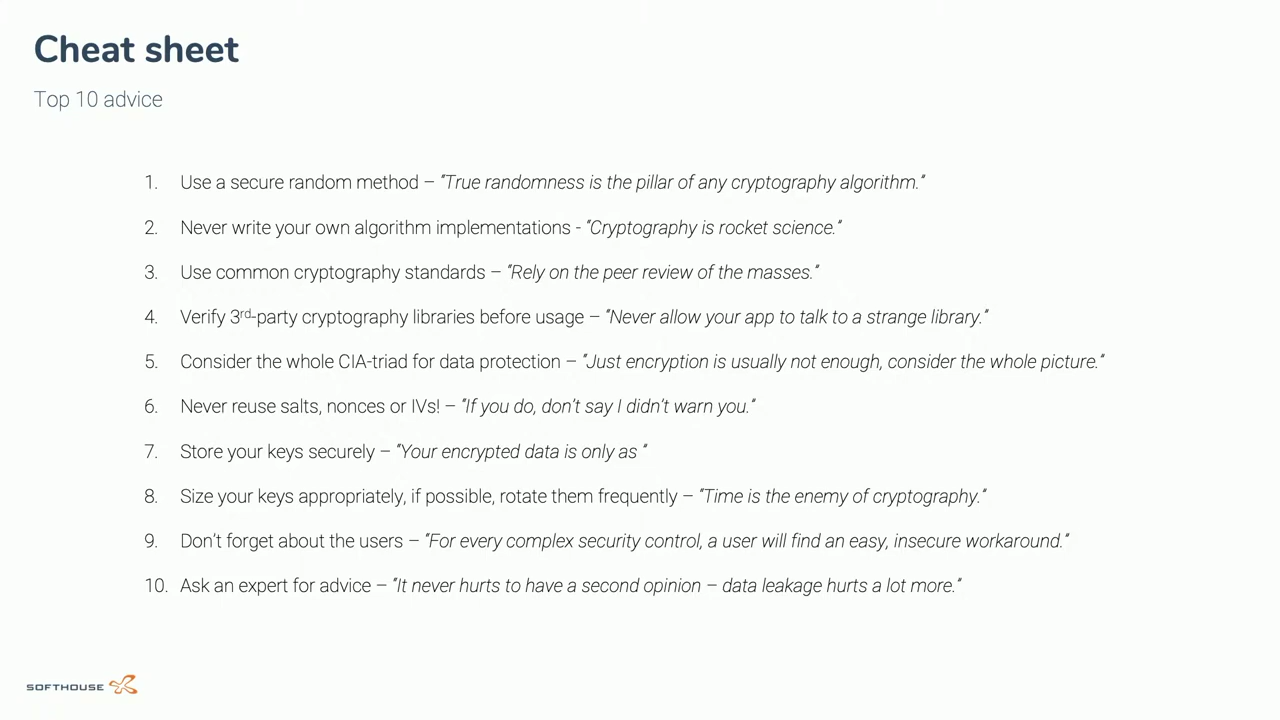 Cheat sheet
Top 10 advice
1. Use a secure random method – “True randomness is the pillar of any cryptography algorithm.”
2. Never write your own algorithm implementations - “Cryptography is rocket science.”
3. Use common cryptography standards – “Rely on the peer review of the masses.”
4. Verify 3rd-party cryptography libraries before usage – “Never allow your app to talk to a strange library.”
5. Consider the whole CIA-triad for data protection – “Just encryption is usually not enough, consider the whole picture.”
6. Never reuse salts, nonces or IVs! – “If you do, don’t say I didn’t warn you.”
7. Store your keys securely – “Your encrypted data is only as ”
8. Size your keys appropriately, if possible, rotate them frequently – “Time is the enemy of cryptography.”
9. Don’t forget about the users – “For every complex security control, a user will find an easy, insecure workaround.”
10. Ask an expert for advice – “It never hurts to have a second opinion – data leakage hurts a lot more.”
SOFTHOUSE